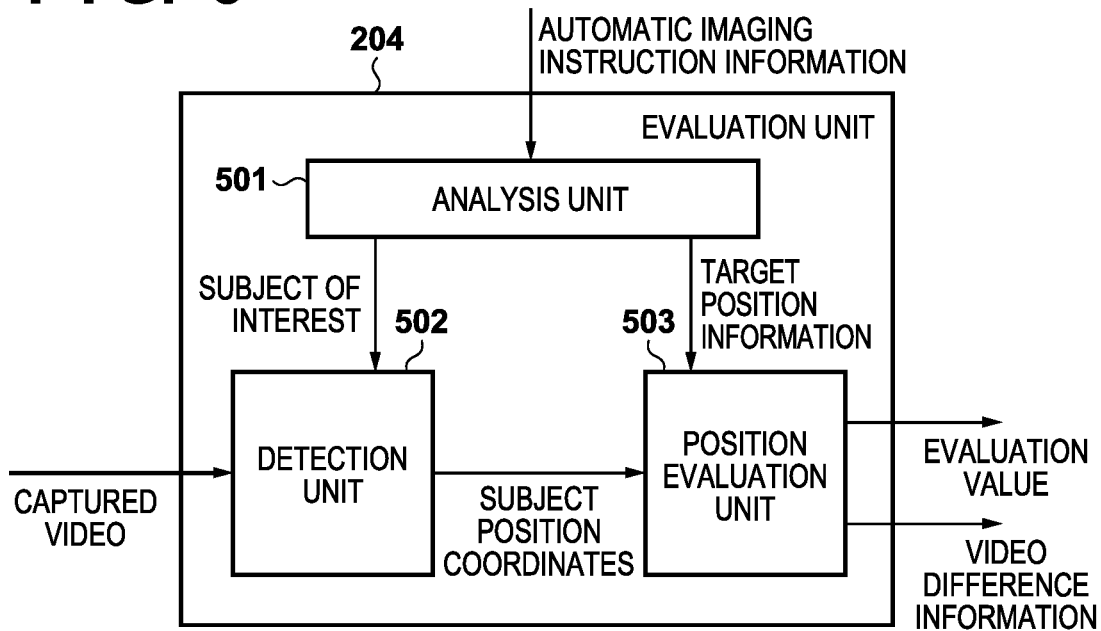 204
AUTOMATIC IMAGING
INSTRUCTION INFORMATION
EVALUATION UNIT
501
ANALYSIS UNIT
SUBJECT OF
INTEREST
TARGET
POSITION
INFORMATION
502
503
DETECTION
UNIT
POSITION
EVALUATION
UNIT
CAPTURED
VIDEO
SUBJECT
POSITION
COORDINATES
EVALUATION
VALUE
VIDEO
DIFFERENCE
INFORMATION